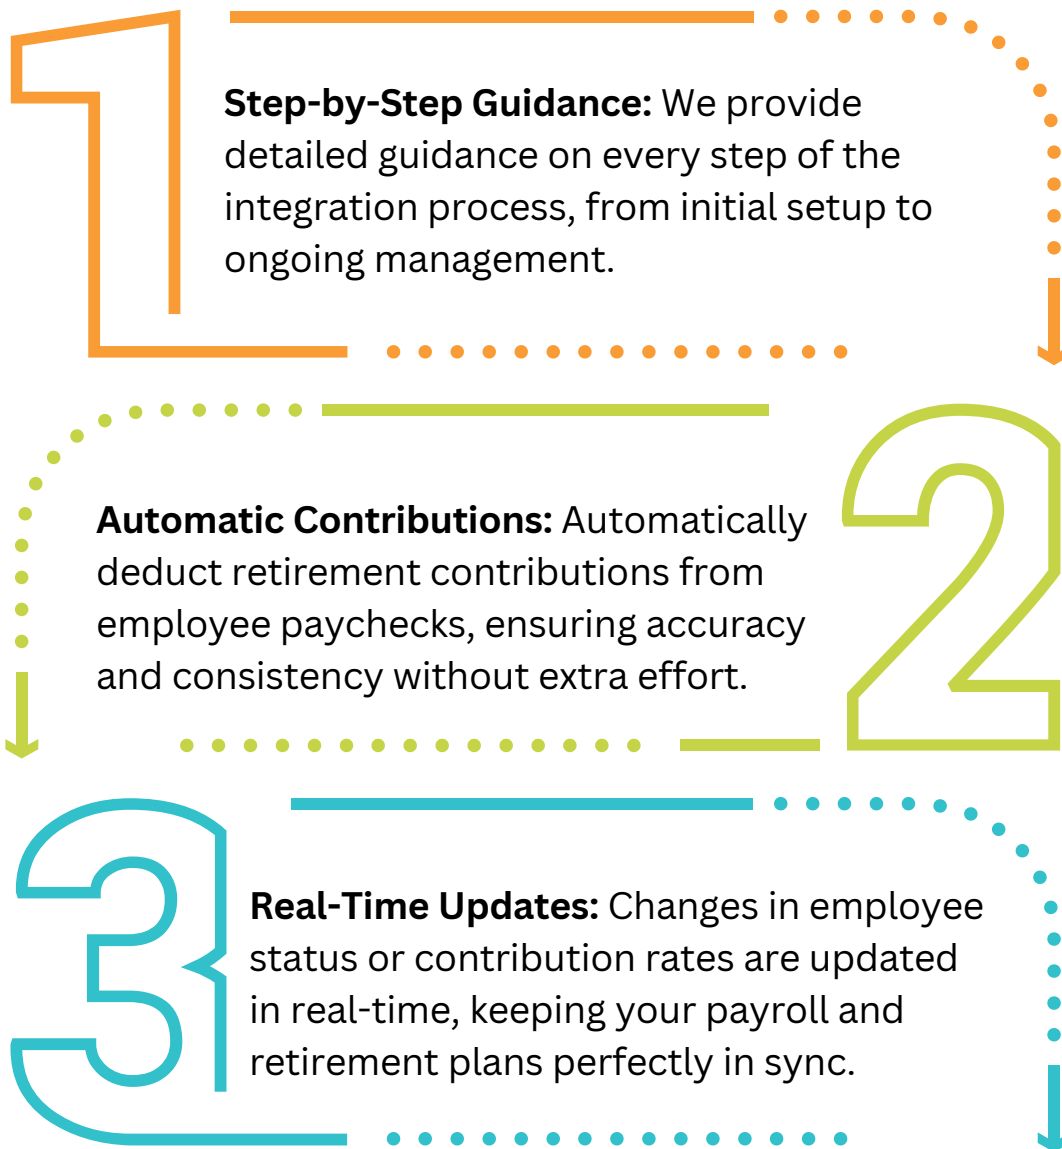 1
Step-by-Step Guidance: We provide
detailed guidance on every step of the
integration process, from initial setup to
ongoing management.
2
Automatic Contributions: Automatically
deduct retirement contributions from
employee paychecks, ensuring accuracy
and consistency without extra effort.
3
Real-Time Updates: Changes in employee
status or contribution rates are updated
in real-time, keeping your payroll and
retirement plans perfectly in sync.